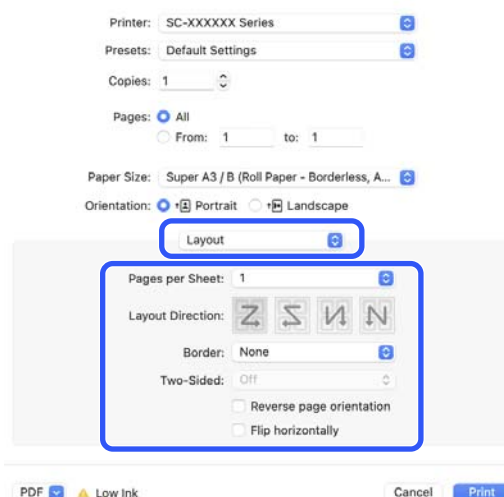 Printer: SC-XXXXXX Series
Presets: Default Settings
Copies: 1
Pages: All
From: 1 to: 1
Paper Size: Super A3 / B (Roll Paper - Borderless, A...
Orientation: Portrait Landscape
Layout
Pages per Sheet: 1
Layout Direction:
Border: None
Two-Sided: Off
Reverse page orientation
Flip horizontally
PDF Low Ink Cancel Print